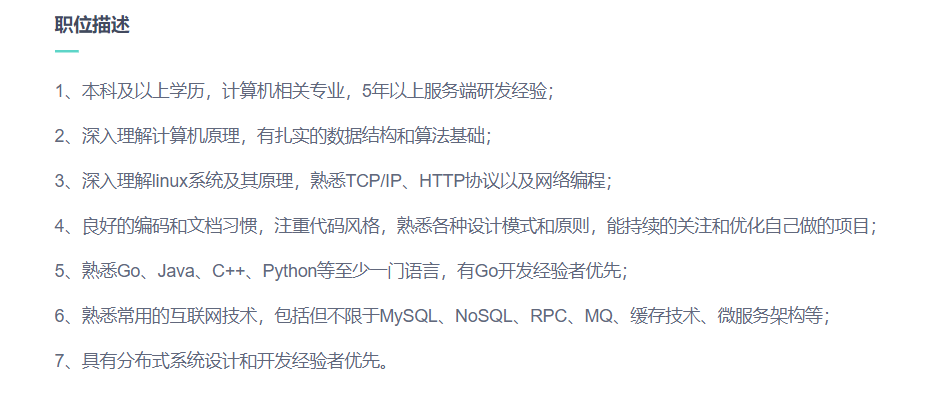 职位描述
1、本科及以上学历，计算机相关专业，5年以上服务端研发经验；
2、深入理解计算机原理，有扎实的数据结构和算法基础；
3、深入理解linux系统及其原理，熟悉TCP/IP、HTTP协议以及网络编程；
4、良好的编码和文档习惯，注重代码风格，熟悉各种设计模式和原则，能持续的关注和优化自己做的项目；
5、熟悉Go、Java、C++、Python等至少一门语言，有Go开发经验者优先；
6、熟悉常用的互联网技术，包括但不限于MySQL、NoSQL、RPC、MQ、缓存技术、微服务架构等；
7、具有分布式系统设计和开发经验者优先。